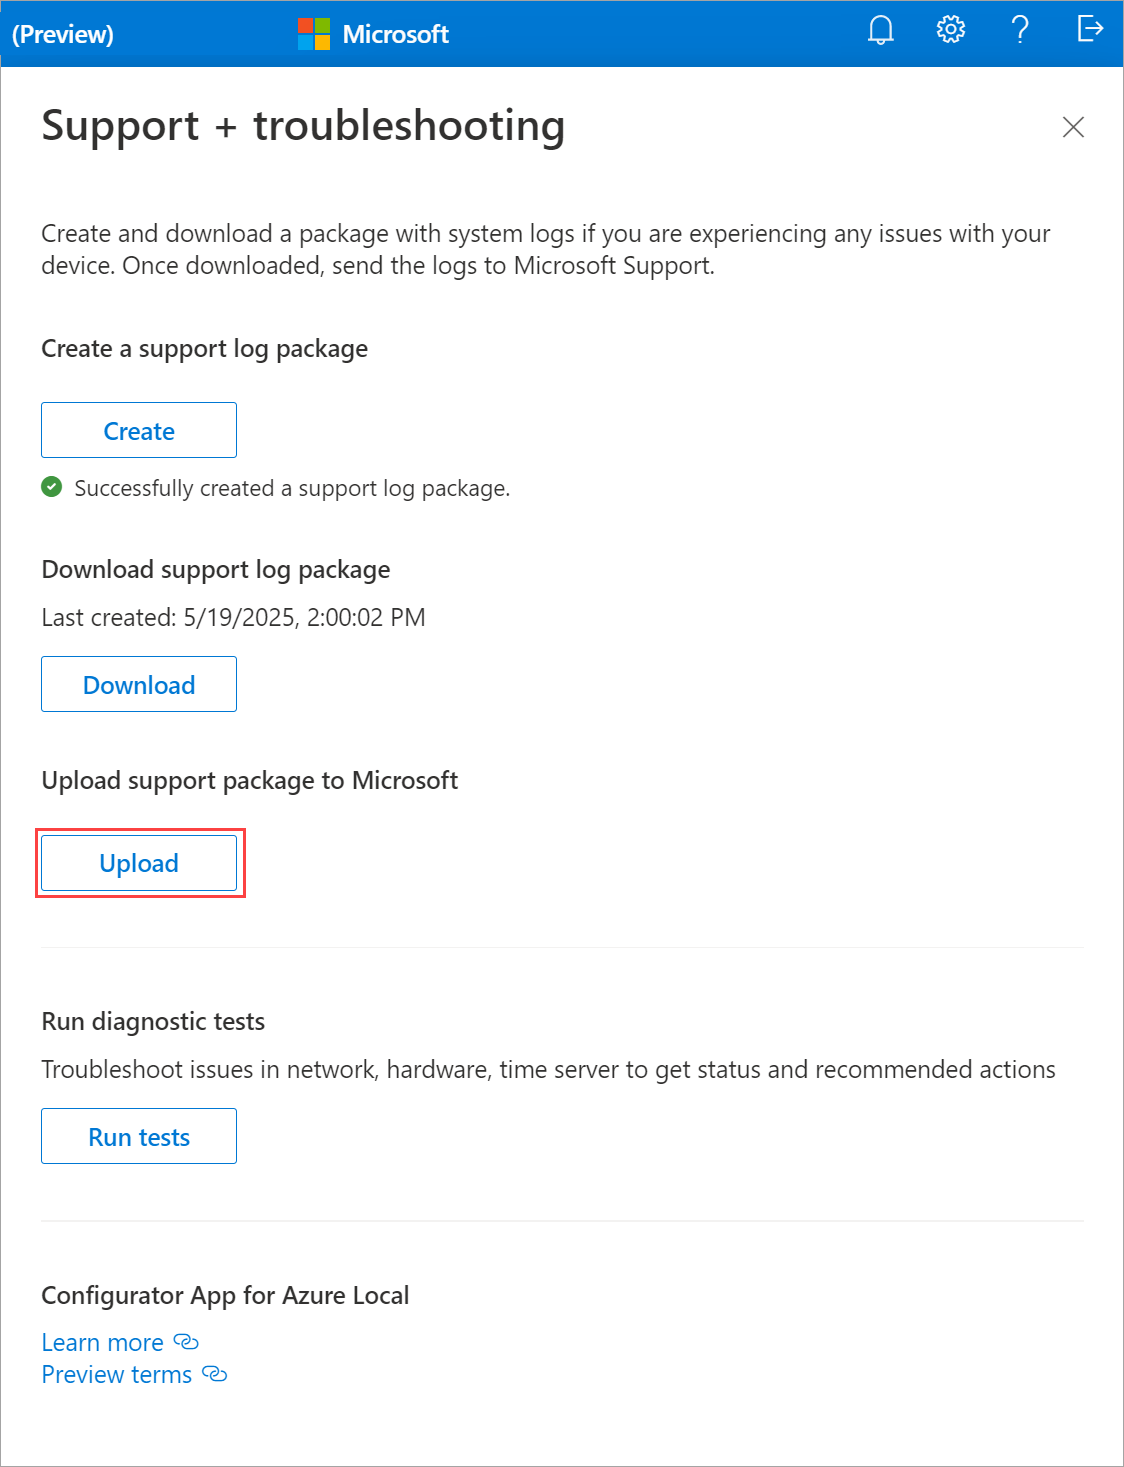 (Preview)
Microsoft
Support + troubleshooting
Create and download a package with system logs if you are experiencing any issues with your
device. Once downloaded, send the logs to Microsoft Support.
Create a support log package
Create
Successfully created a support log package.
Download support log package
Last created: 5/19/2025, 2:00:02 PM
Download
Upload support package to Microsoft
Upload
Run diagnostic tests
Troubleshoot issues in network, hardware, time server to get status and recommended actions
Run tests
Configurator App for Azure Local
Learn more
Preview terms